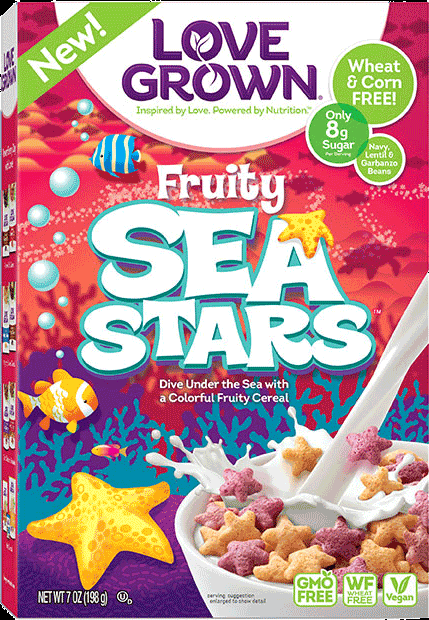 New!
LOVE
GROWN®
Inspired by Love. Powered by Nutrition.™
Wheat
& Corn
FREE!
Only
8g
Sugar
Per Serving
Navy,
Lentil &
Garbanzo
Beans
Fruity
SEA
STARS™
Dive Under the Sea with
a Colorful Fruity Cereal
NET WT 7 OZ (198 g)
U
D
serving suggestion
enlarged to show detail
GMO
FREE
WF
WHEAT
FREE
Vegan